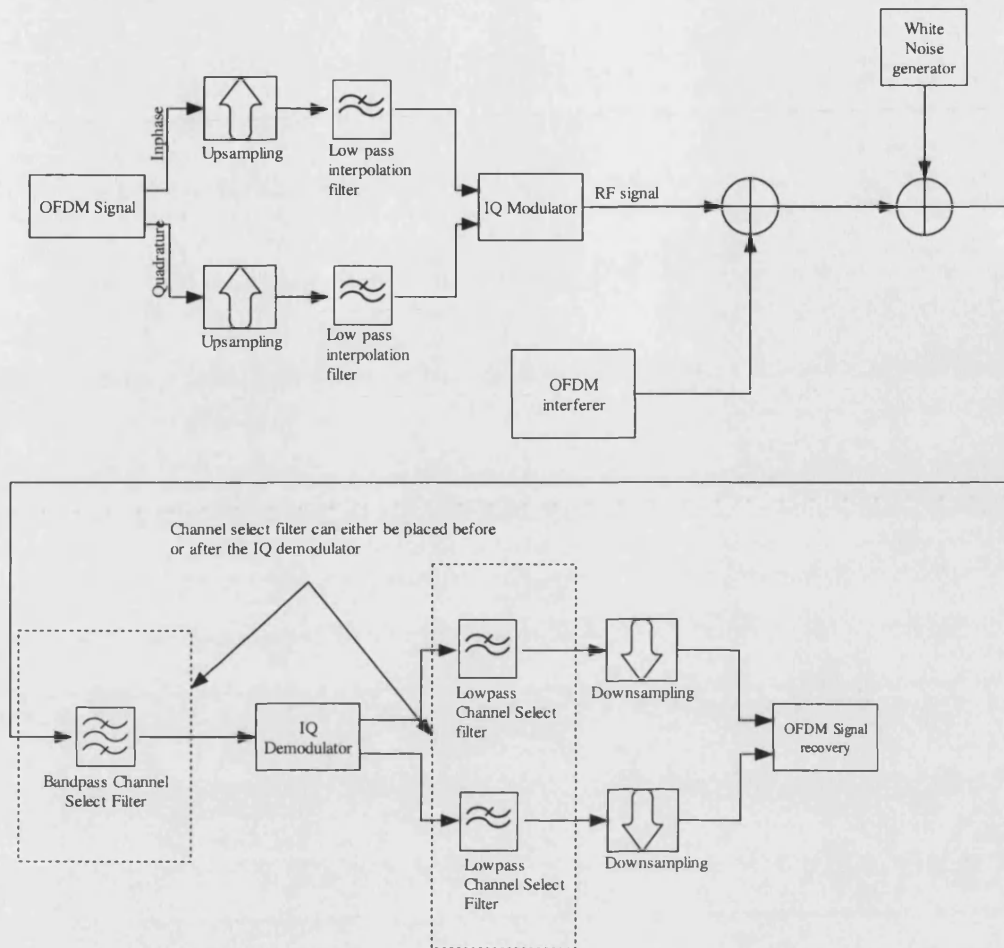 White
Noise
generator
Inphase
Upsampling
Low pass
interpolation
filter
OFDM Signal
IQ Modulator
RF signal
Quadrature
Upsampling
Low pass
interpolation
filter
OFDM
interferer
Channel select filter can either be placed before
or after the IQ demodulator
Bandpass Channel
Select Filter
IQ
Demodulator
Lowpass
Channel Select
filter
Downsampling
OFDM Signal
recovery
Lowpass
Channel Select
Filter
Downsampling